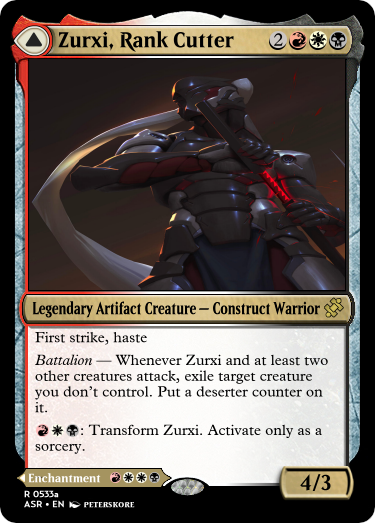 Zurxi, Rank Cutter 2
Legendary Artifact Creature — Construct Warrior
First strike, haste
Battalion — Whenever Zurxi and at least two
other creatures attack, exile target creature
you don't control. Put a deserter counter on
it.
: Transform Zurxi. Activate only as a
sorcery.
Enchantment
4/3
R 0533a
ASR • EN PETERSKORE